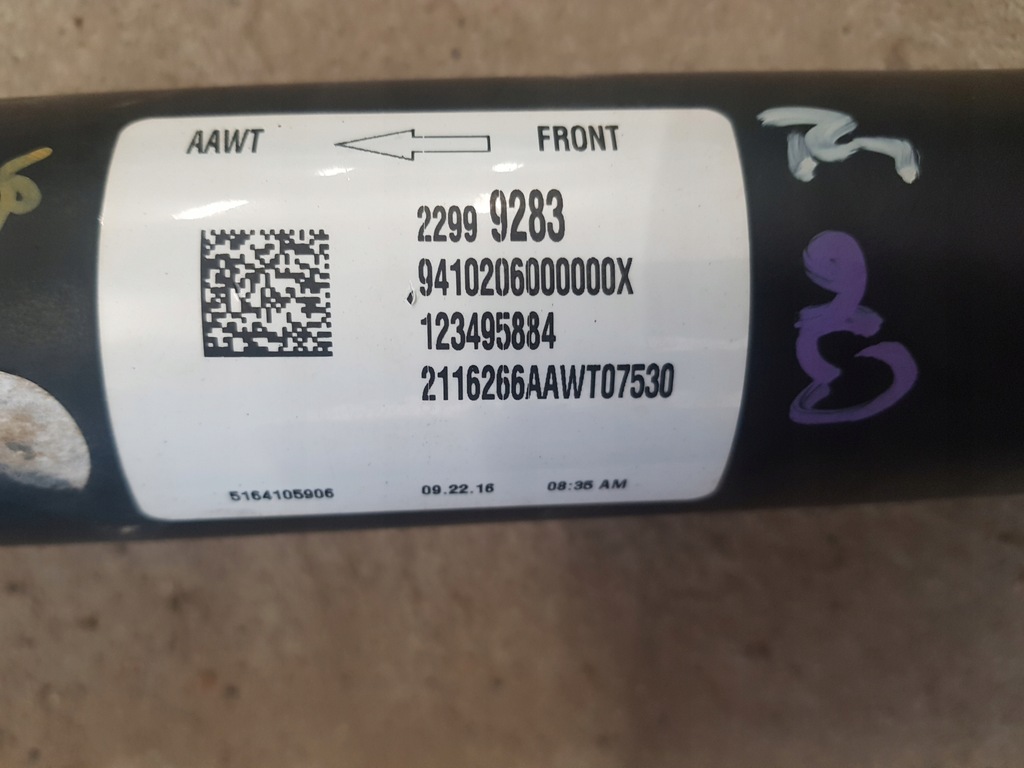 AAWT FRONT
2299 9283
9410206000000X
123495884
2116266AAWT07530
5164105906 09.22.16 08:35 AM